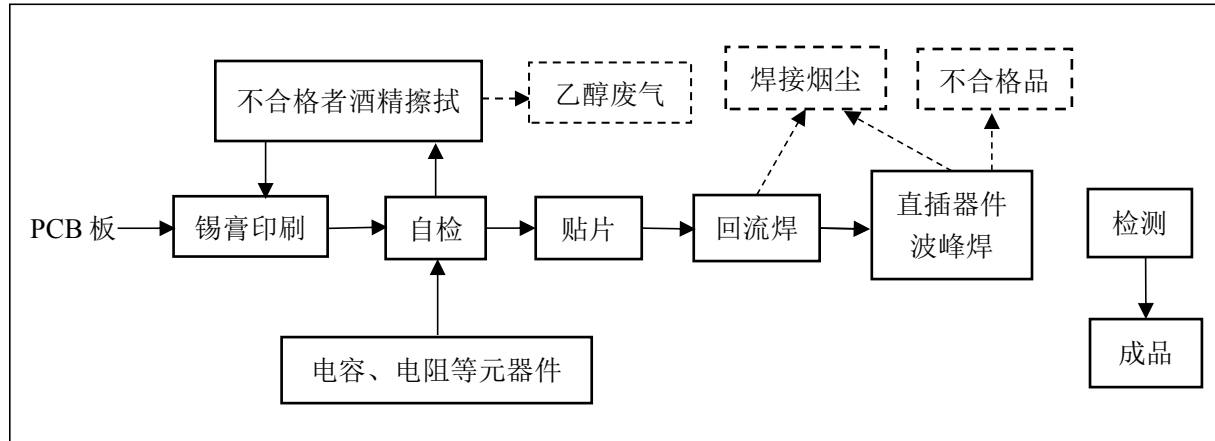 焊接烟尘
不合格品
不合格者酒精擦拭
乙醇废气
PCB 板
锡膏印刷
自检
贴片
回流焊
直插器件
波峰焊
检测
电容、电阻等元器件
成品